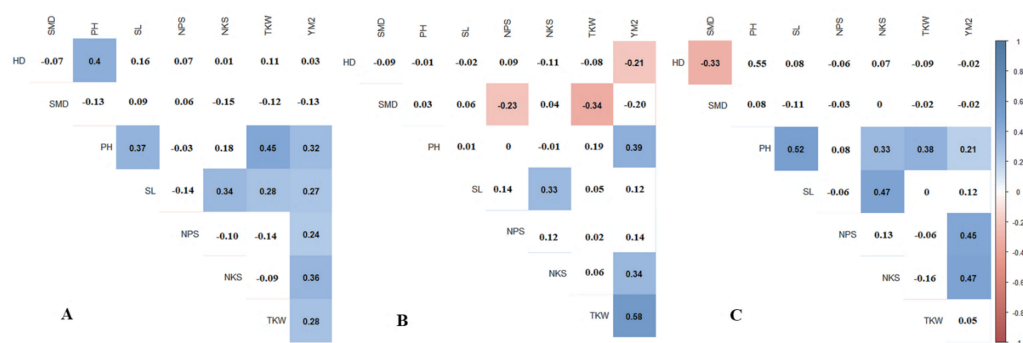 SMD PH SL NPS NKS TKW YM2
HD -0.07 0.4 0.16 0.07 0.01 0.11 0.03
SMD -0.13 0.09 0.06 -0.15 -0.12 -0.13
PH 0.37 -0.03 0.18 0.45 0.32
SL -0.14 0.34 0.28 0.27
NPS -0.10 -0.14 0.24
NKS -0.09 0.36
TKW 0.28
A
SMD PH SL NPS NKS TKW YM2
HD -0.09 -0.01 -0.02 0.09 -0.11 -0.08 -0.21
SMD 0.03 0.06 -0.23 0.04 -0.34 -0.20
PH 0.01 0 -0.01 0.19 0.39
SL 0.14 0.33 0.05 0.12
NPS 0.12 0.02 0.14
NKS 0.06 0.34
TKW 0.58
B
SMD PH SL NPS NKS TKW YM2
HD -0.33 0.55 0.08 -0.06 0.07 -0.09 -0.02
SMD 0.08 -0.11 -0.03 0 -0.02 -0.02
PH 0.52 0.08 0.33 0.38 0.21
SL -0.06 0.47 0 0.12
NPS 0.13 -0.06 0.45
NKS -0.16 0.47
TKW 0.05
C
1
0.8
0.6
0.4
0.2
0
-0.2
-0.4
-0.6
-0.8
-1